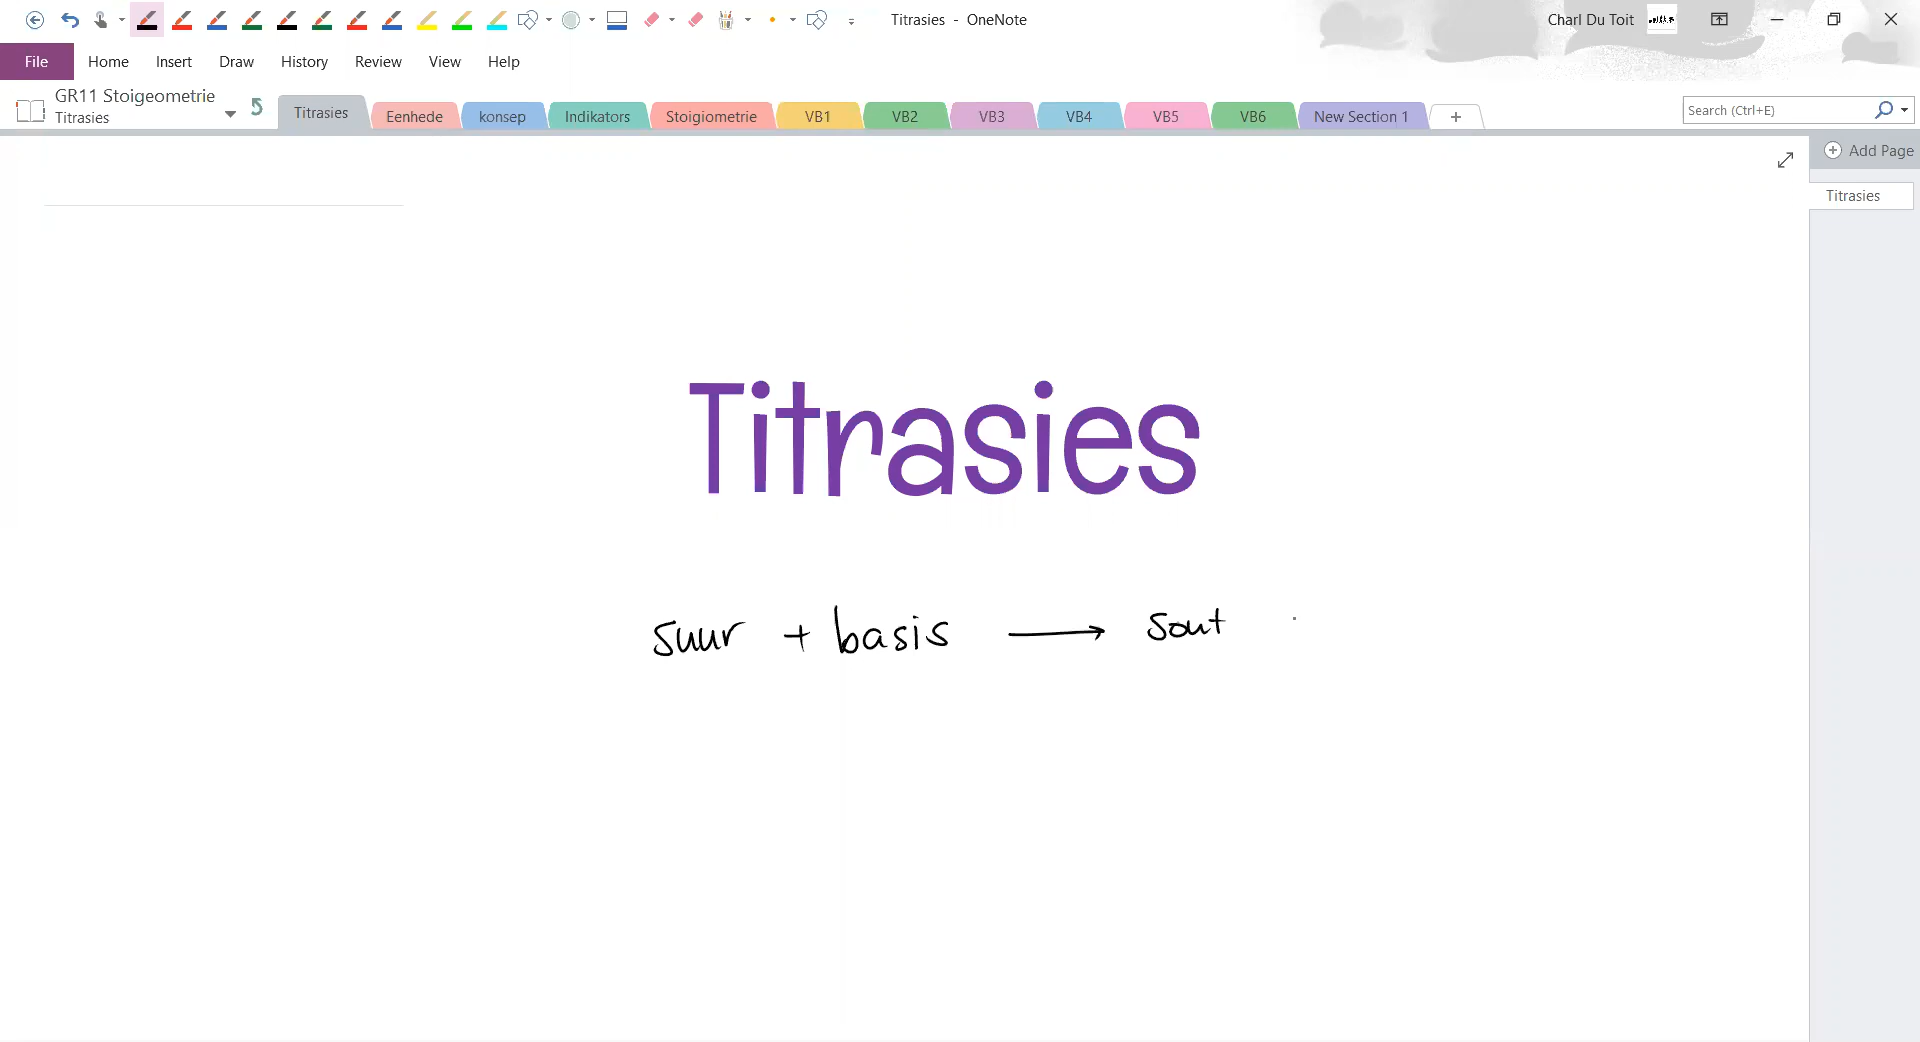 Titrasies - OneNote
Charl Du Toit
File Home Insert Draw History Review View Help
GR11 Stoigeometrie
Titrasies
Titrasies Eenhede konsep Indikators Stoigiometrie VB1 VB2 VB3 VB4 VB5 VB6 New Section 1 +
Search (Ctrl+E)
Add Page
Titrasies
Titrasies
suur + basis → sout